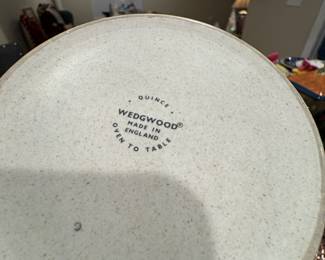 • QUINCE •
WEDGWOOD®
MADE IN
ENGLAND
OVEN TO TABLE